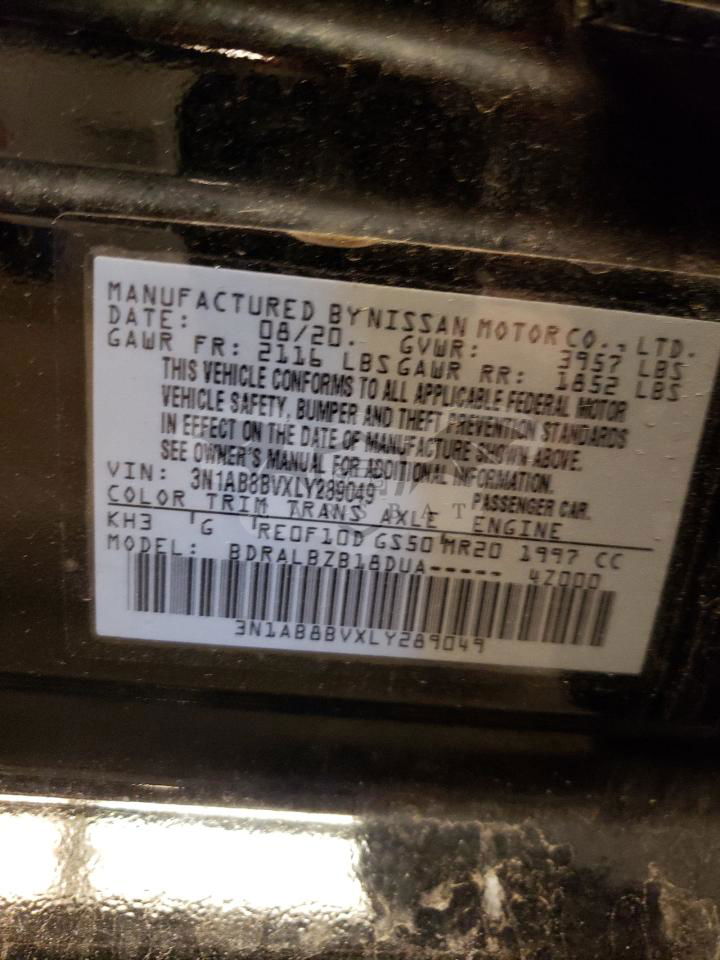 MANUFACTURED BY NISSAN MOTOR CO., LTD.
DATE: 08/20. GVWR: 3957 LBS
GAWR FR: 2116 LBS GAWR RR: 1852 LBS
THIS VEHICLE CONFORMS TO ALL APPLICABLE FEDERAL MOTOR
VEHICLE SAFETY, BUMPER AND THEFT PREVENTION STANDARDS
IN EFFECT ON THE DATE OF MANUFACTURE SHOWN ABOVE.
SEE OWNER'S MANUAL FOR ADDITIONAL INFORMATION.
VIN: 3N1AB8BVXLY289049 PASSENGER CAR.
COLOR TRIM TRANS AXLE ENGINE
KH3 G RE0F10D GS50 MR20 1997 CC
MODEL: BDRALBZB18DUA----- 4Z000
3N1AB8BVXLY289049